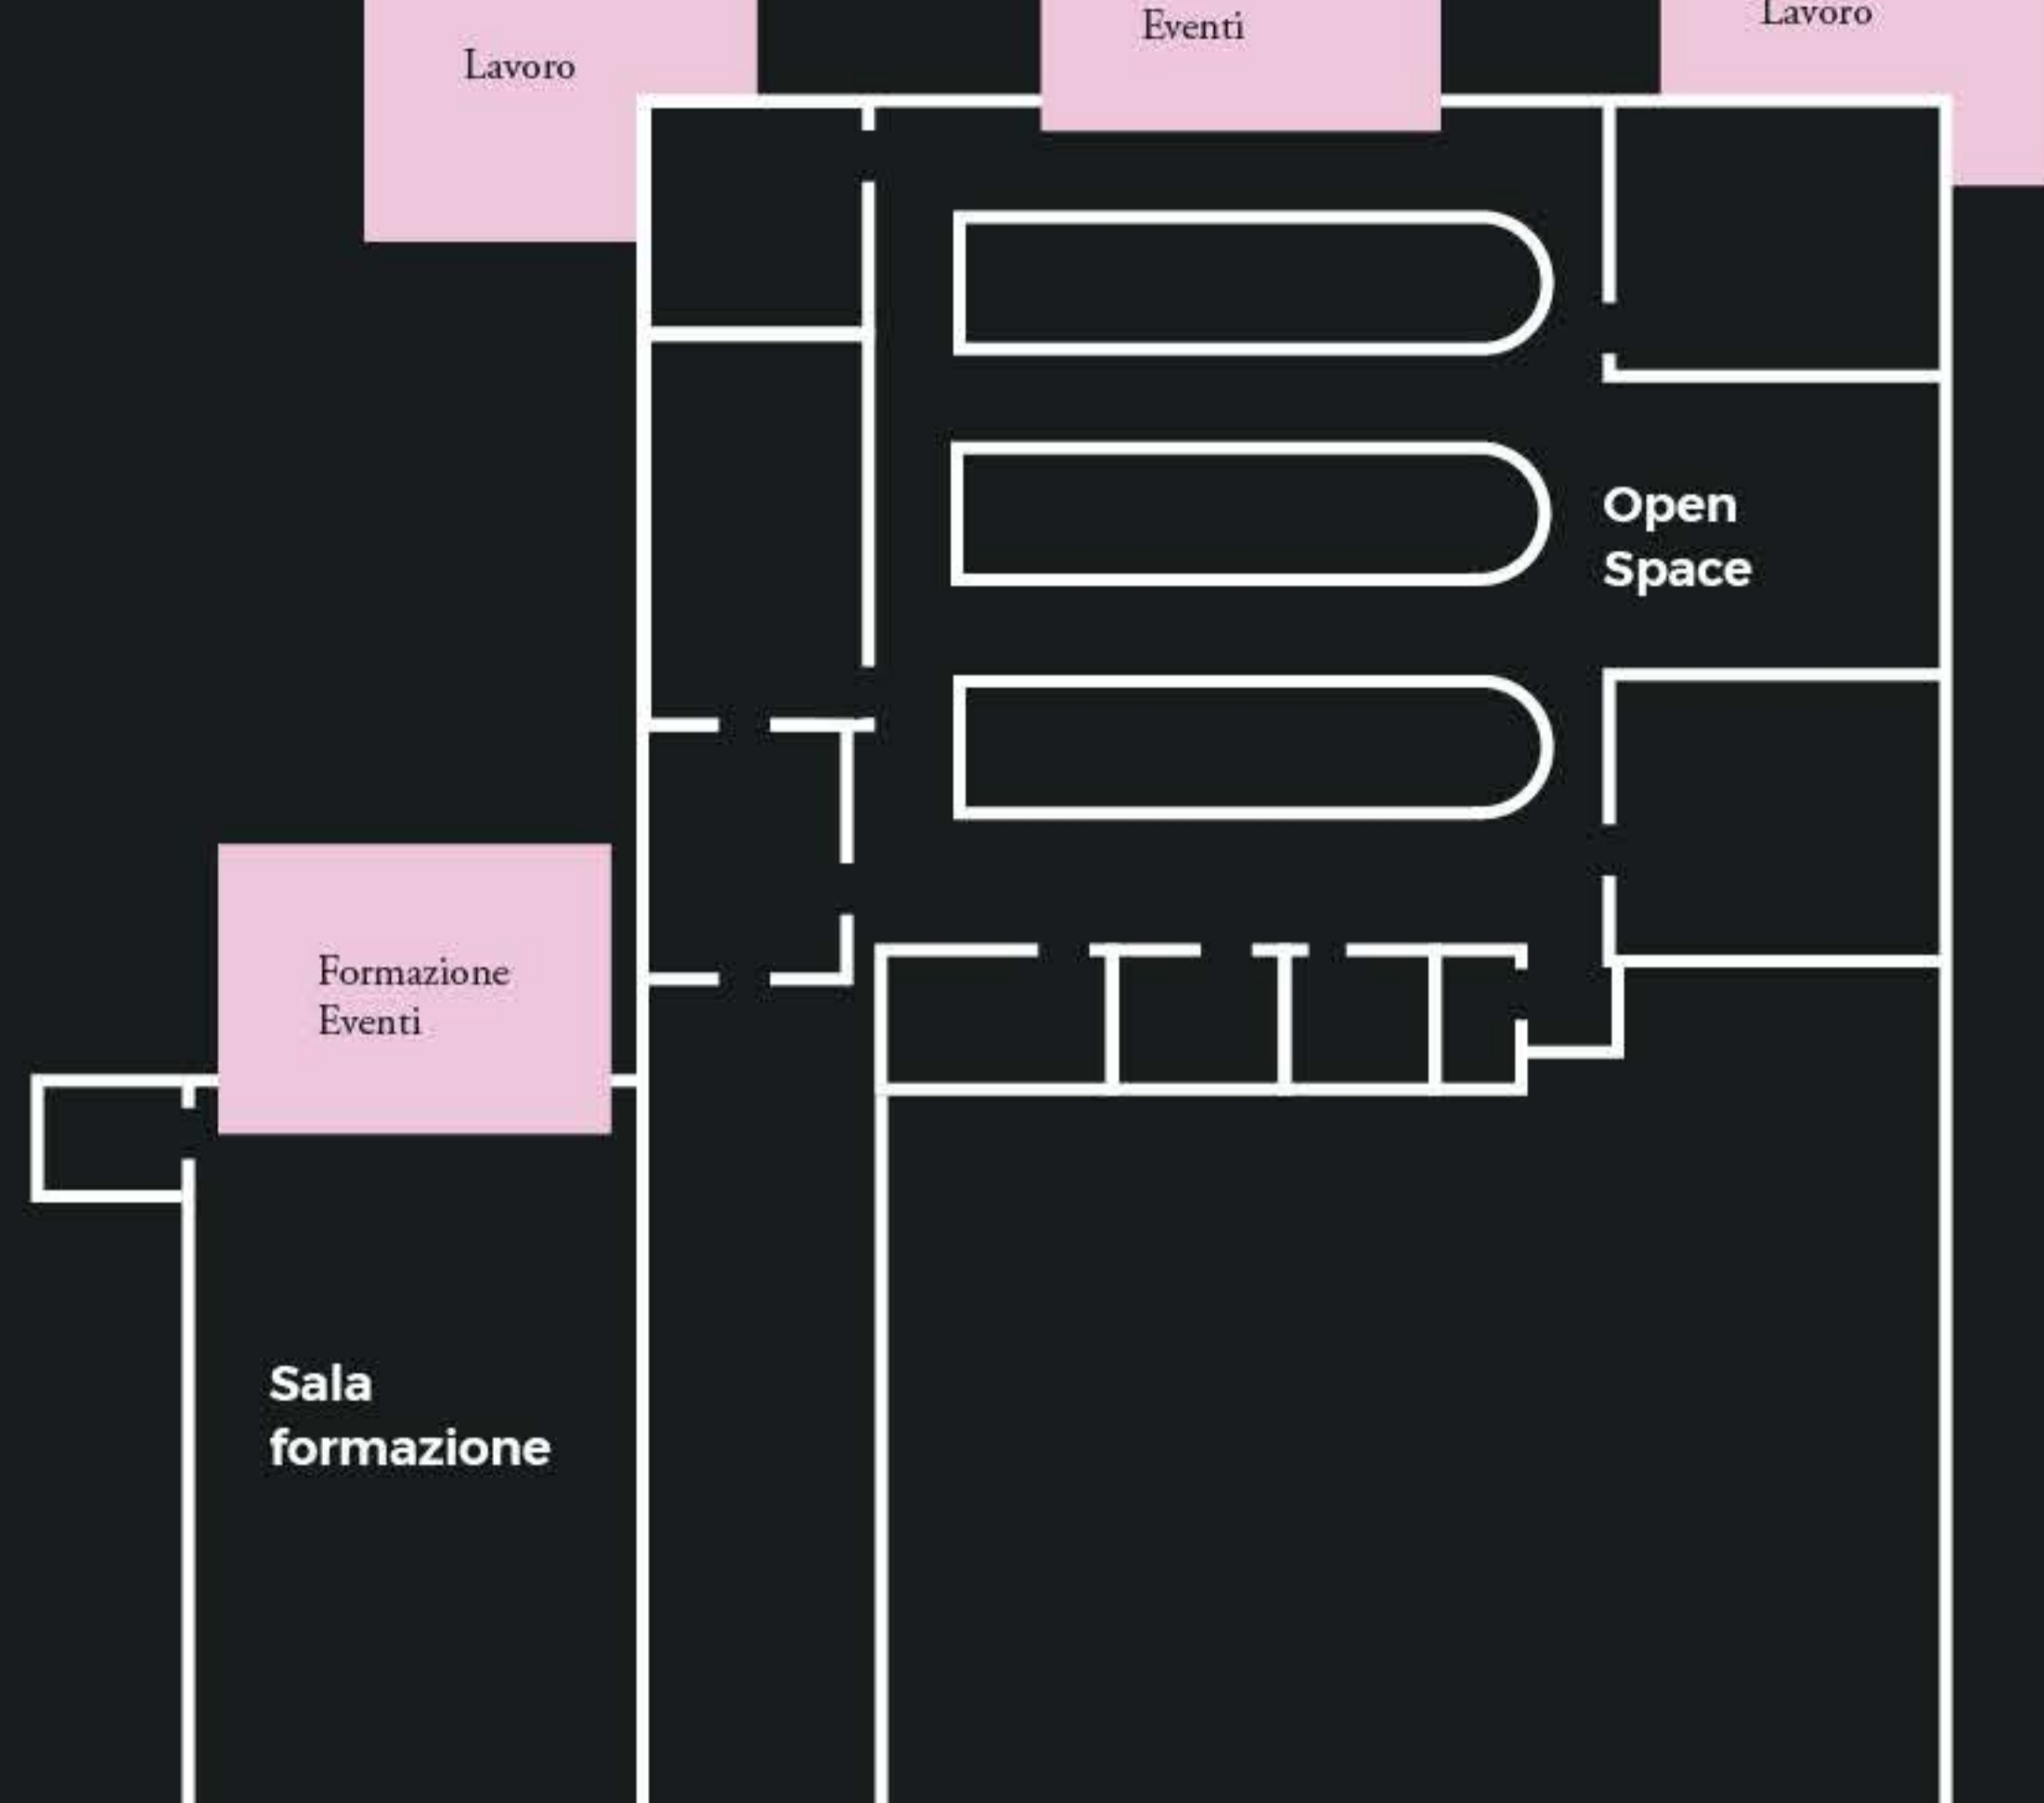 Lavoro
Eventi
Lavoro
Open
Space
Formazione
Eventi
Sala
formazione